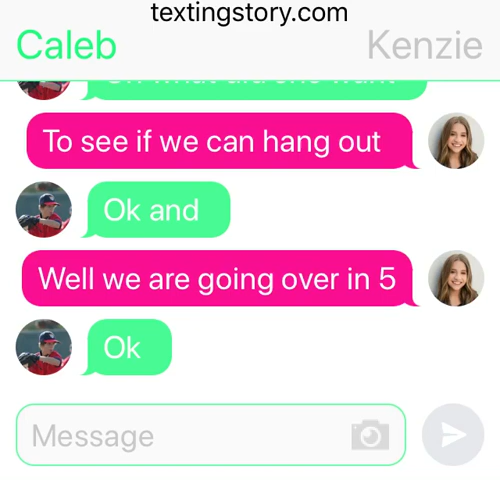 textingstory.com
Caleb
Kenzie
To see if we can hang out
Ok and
Well we are going over in 5
Ok
Message